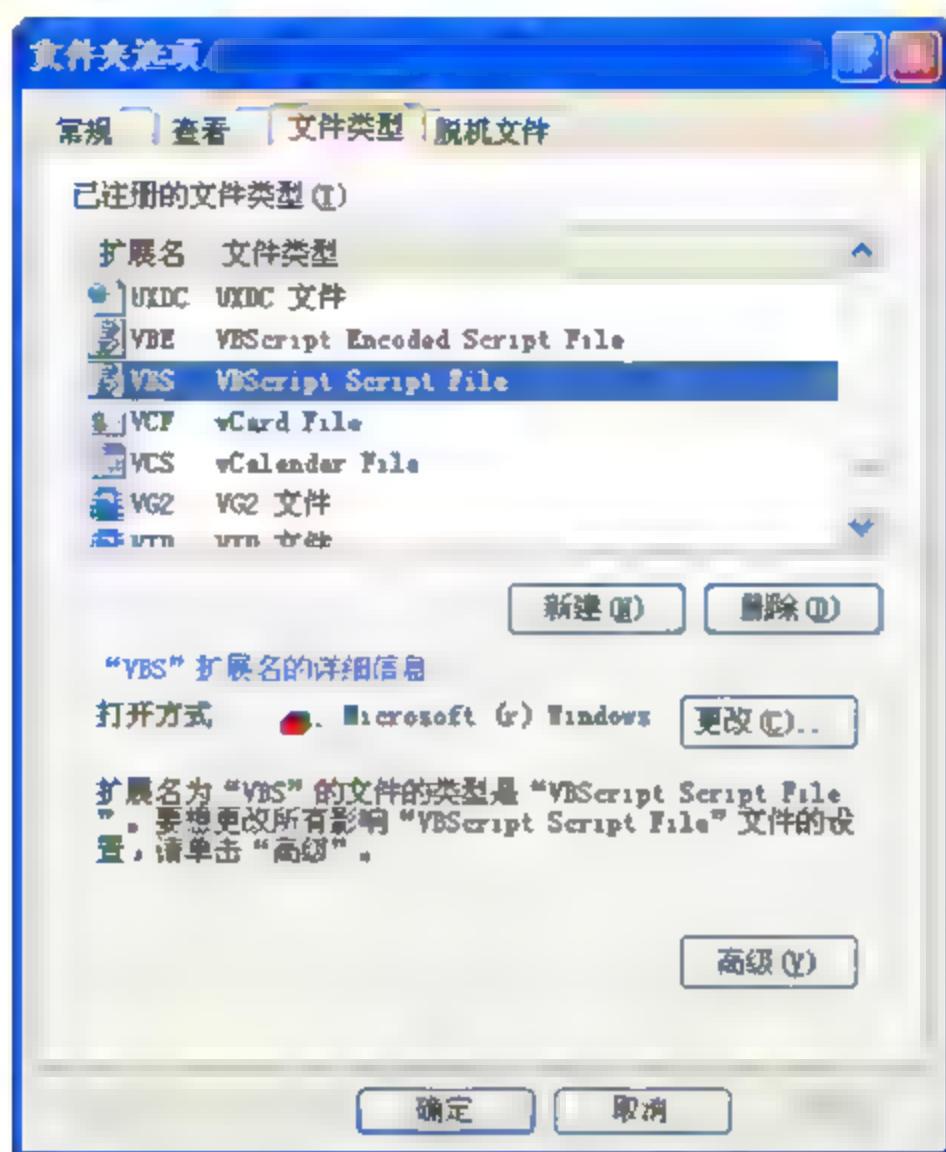 文件夹选项
常规 查看 文件类型 脱机文件
已注册的文件类型(T)
扩展名 文件类型
UXDC UXDC 文件
VBE VBScript Encoded Script File
VBS VBScript Script File
VCF vCard File
VCS vCalendar File
VG2 VG2 文件
文件
新建(N) 删除(D)
“VBS”扩展名的详细信息
打开方式 Microsoft (r) Windows 更改(C)...
扩展名为“VBS”的文件的类型是“VBScript Script File
”。要想更改所有影响“VBScript Script File”文件的设
置，请单击“高级”。
高级(V)
确定 取消